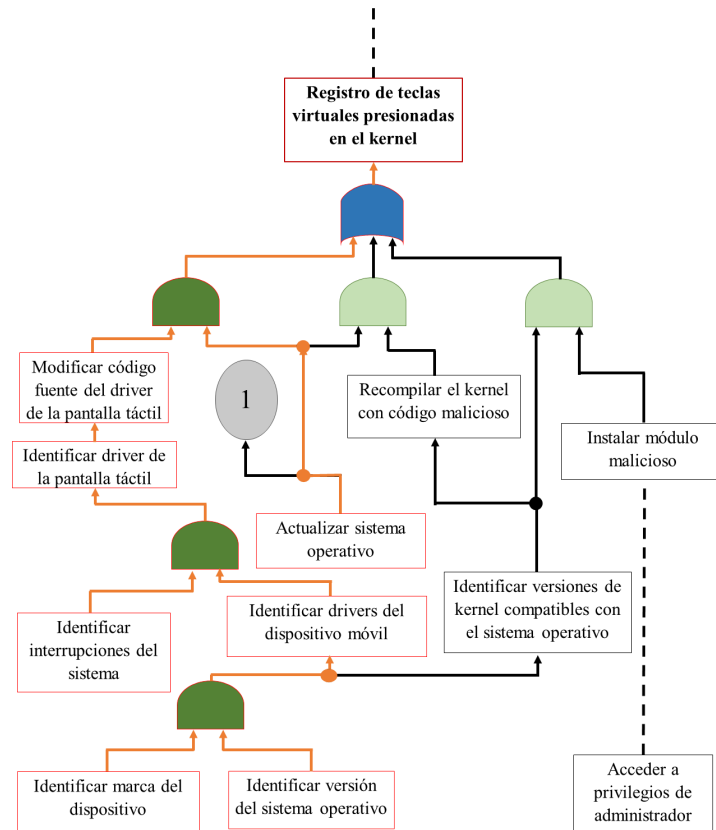 Registro de teclas
virtuales presionadas
en el kernel
Modificar código
fuente del driver
de la pantalla táctil
1
Recompilar el kernel
con código malicioso
Identificar driver de
la pantalla táctil
Instalar módulo
malicioso
Actualizar sistema
operativo
Identificar
interrupciones del
sistema
Identificar drivers del
dispositivo móvil
Identificar versiones de
kernel compatibles con
el sistema operativo
Identificar marca del
dispositivo
Identificar versión
del sistema operativo
Acceder a
privilegios de
administrador